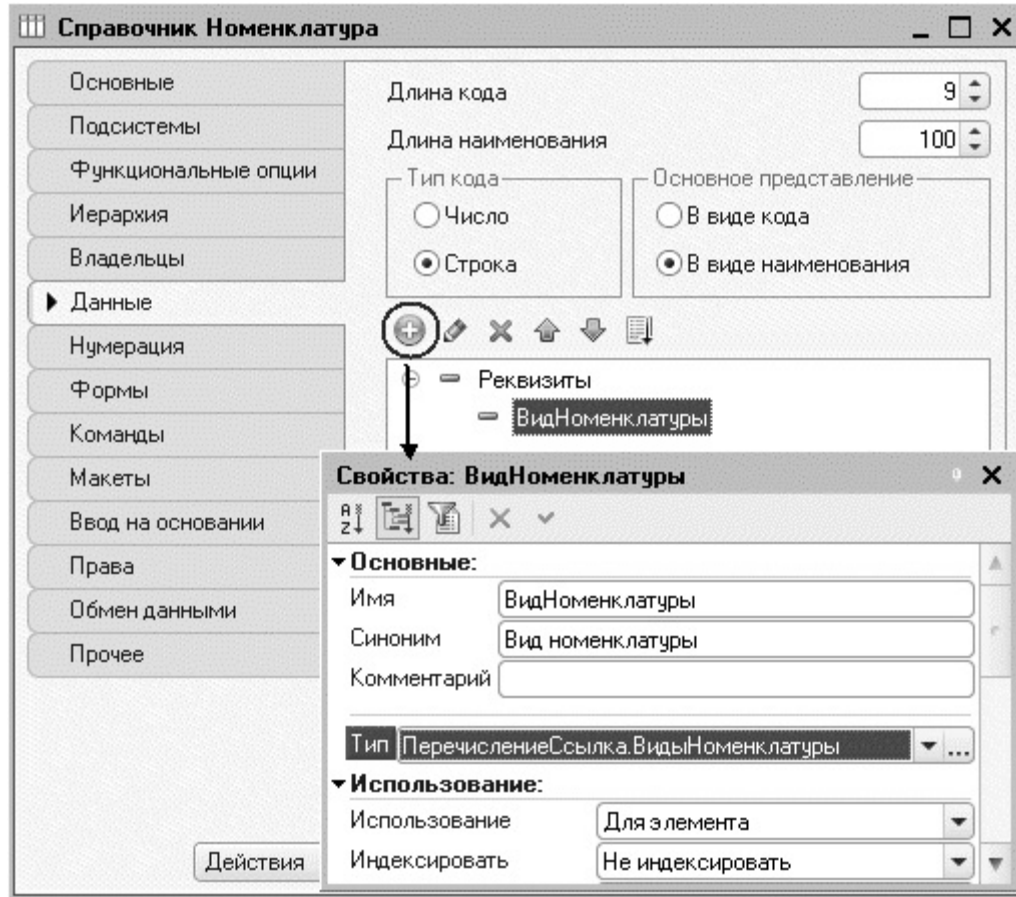 Справочник Номенклатура
Основные
Подсистемы
Функциональные опции
Иерархия
Владельцы
Данные
Нумерация
Формы
Команды
Макеты
Ввод на основании
Права
Обмен данными
Прочее
Действия
Длина кода 9
Длина наименования 100
Тип кода
Число
Строка
Основное представление
В виде кода
В виде наименования
Реквизиты
ВидНоменклатуры
Свойства: ВидНоменклатуры
Основные:
Имя ВидНоменклатуры
Синоним Вид номенклатуры
Комментарий
Тип ПеречислениеСсылка.ВидыНоменклатуры ...
Использование:
Использование Для элемента
Индексировать Не индексировать